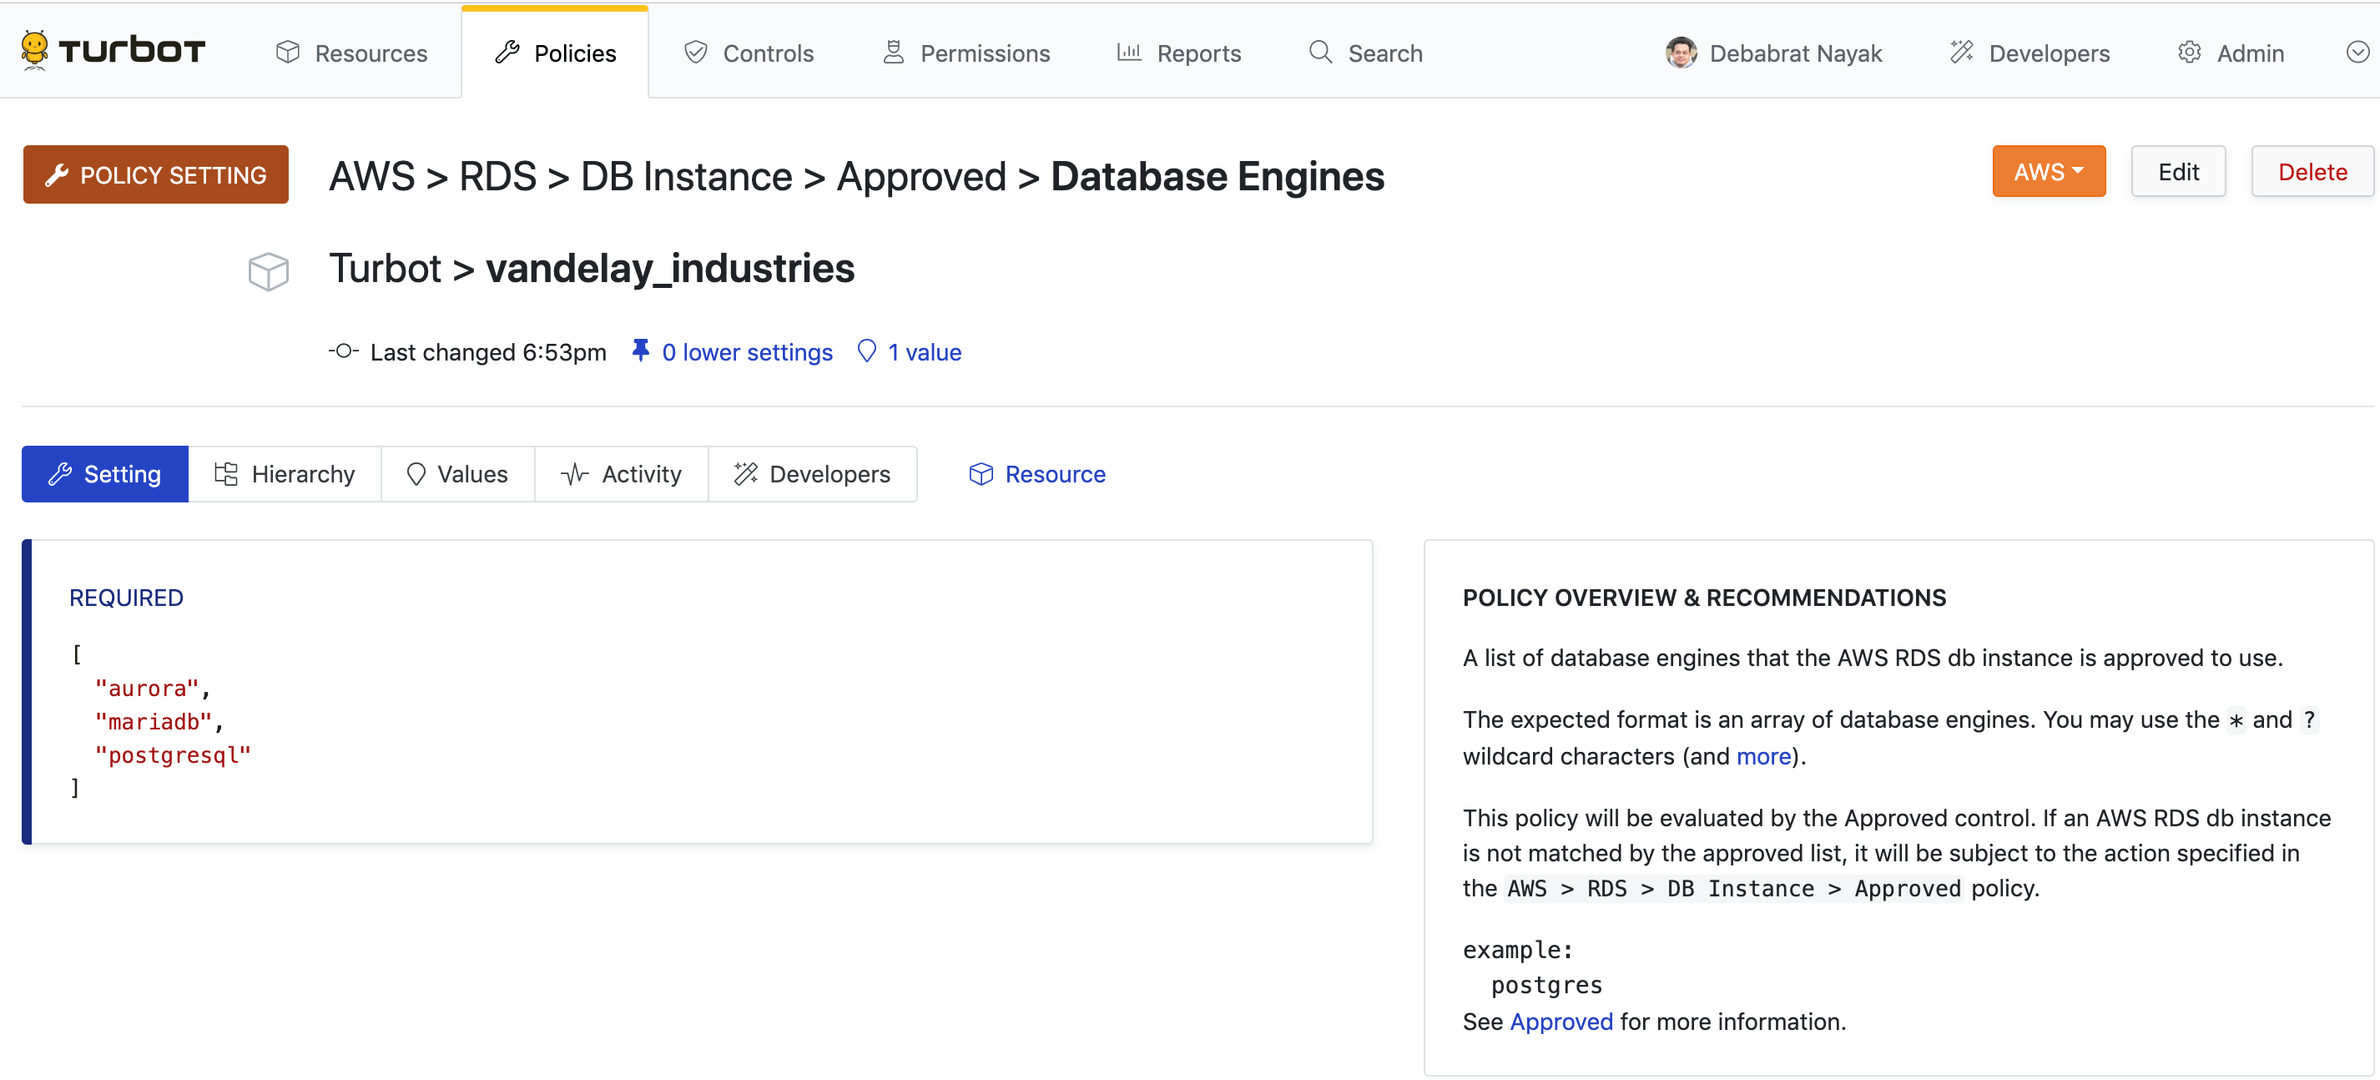 TURBOT
Resources
Policies
Controls
Permissions
Reports
Search
Debabrat Nayak
Developers
Admin
POLICY SETTING
AWS > RDS > DB Instance > Approved > Database Engines
AWS
Edit
Delete
Turbot > vandelay_industries
Last changed 6:53pm
0 lower settings
1 value
Setting
Hierarchy
Values
Activity
Developers
Resource
REQUIRED
[
"aurora",
"mariadb",
"postgresql"
]
POLICY OVERVIEW & RECOMMENDATIONS
A list of database engines that the AWS RDS db instance is approved to use.
The expected format is an array of database engines. You may use the * and ?
wildcard characters (and more).
This policy will be evaluated by the Approved control. If an AWS RDS db instance
is not matched by the approved list, it will be subject to the action specified in
the AWS > RDS > DB Instance > Approved policy.
example:
postgres
See Approved for more information.